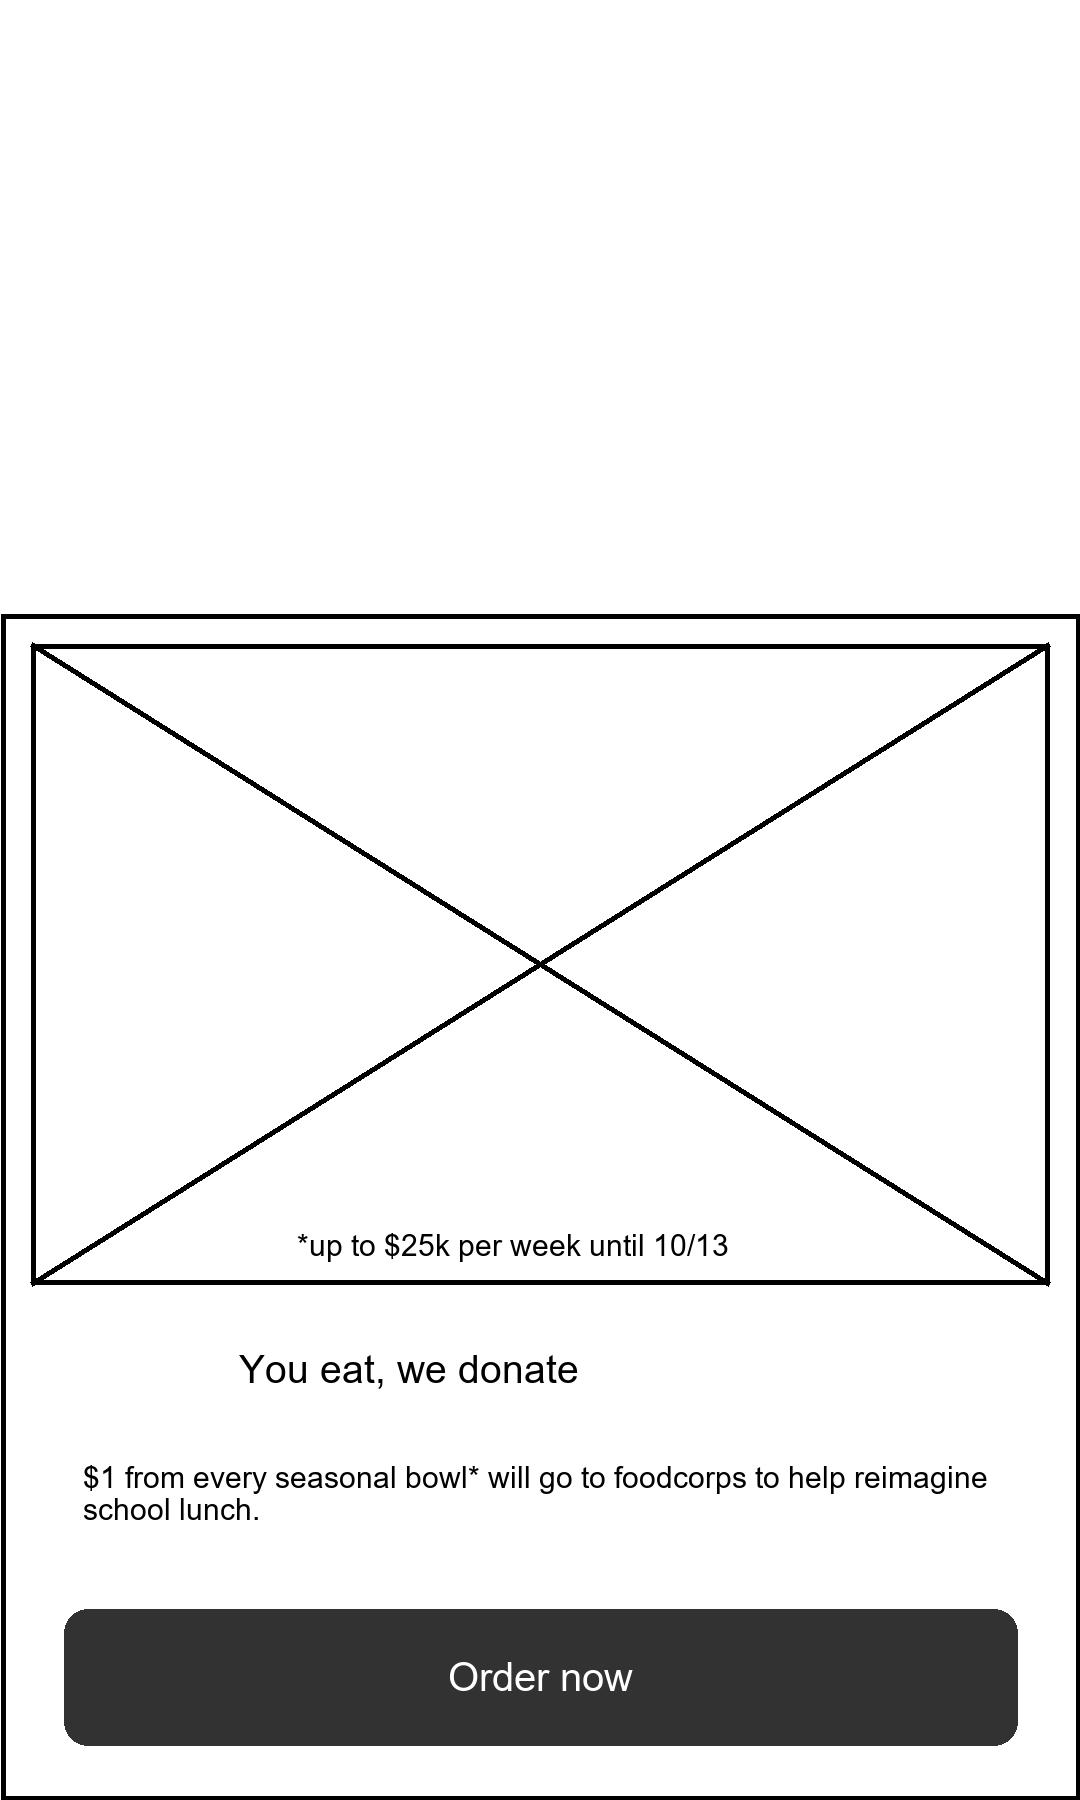 *up to $25k per week until 10/13
You eat, we donate
$1 from every seasonal bowl* will go to foodcorps to help reimagine
school lunch.
Order now